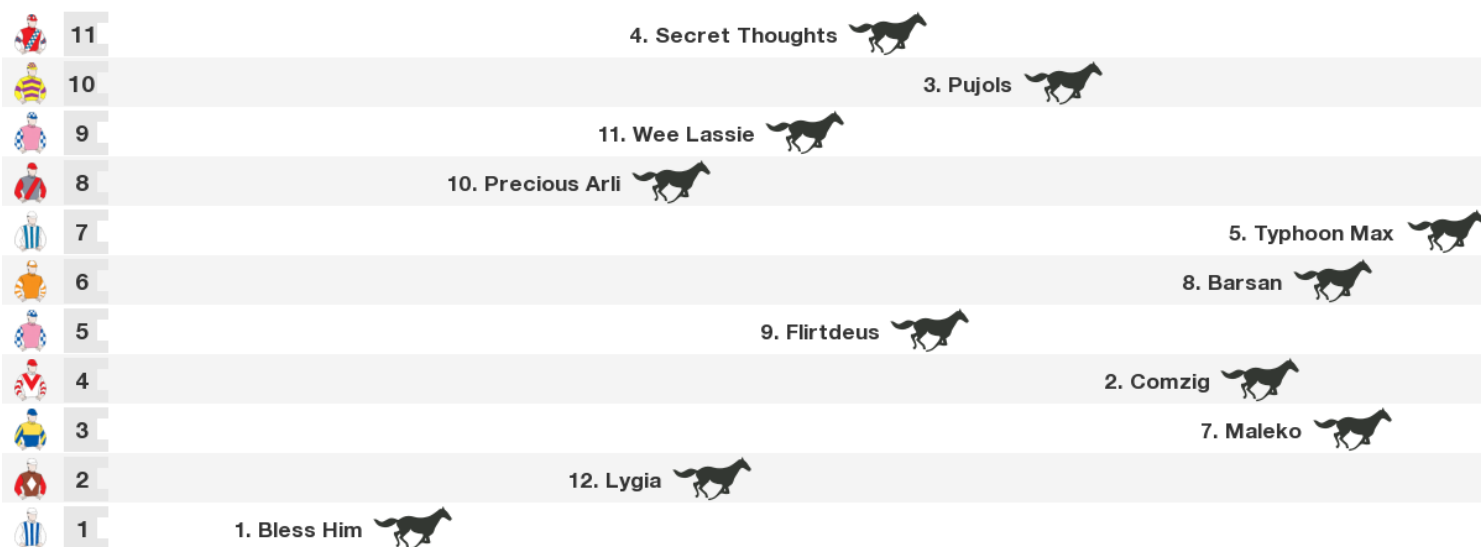 11 4. Secret Thoughts
10 3. Pujols
9 11. Wee Lassie
8 10. Precious Arli
7 5. Typhoon Max
6 8. Barsan
5 9. Flirtdeus
4 2. Comzig
3 7. Maleko
2 12. Lygia
1 1. Bless Him